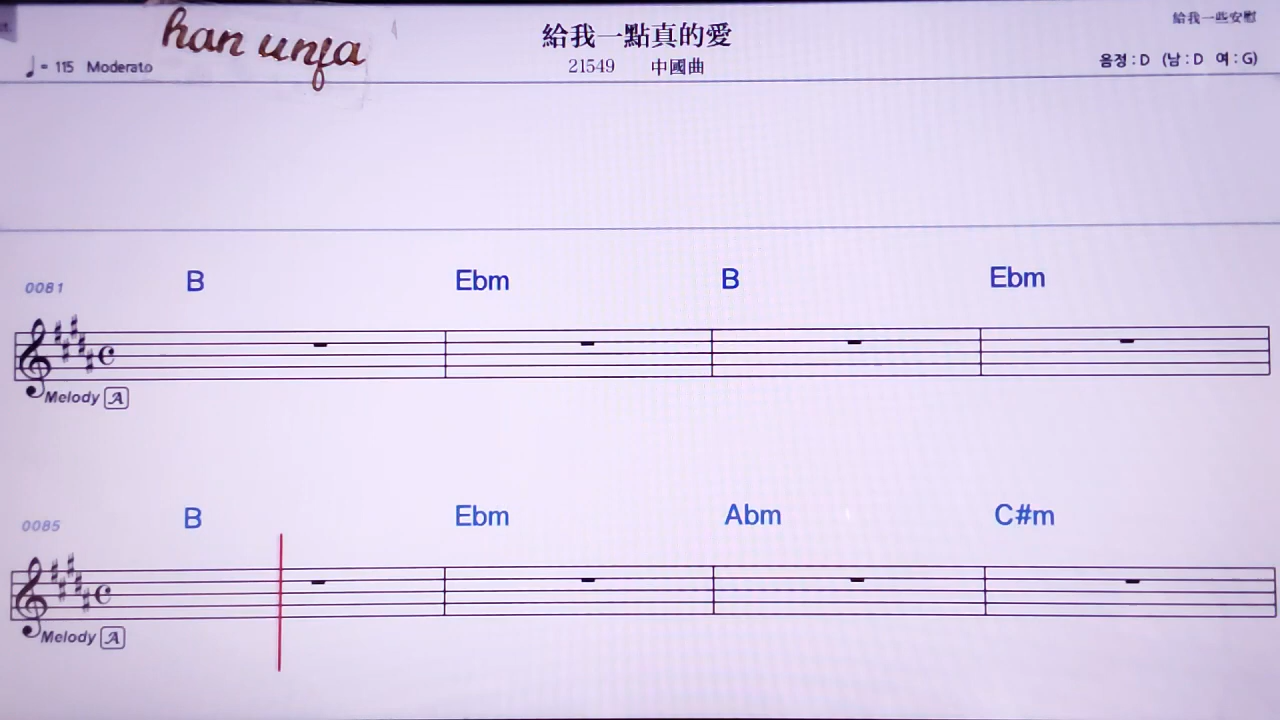 han unfa
給我一點真的愛
給我一些安慰
♩= 115 Moderato
21549 中國曲
음정 : D (남 : D 여 : G)
0081 B Ebm B Ebm
Melody A
0085 B Ebm Abm C#m
Melody A